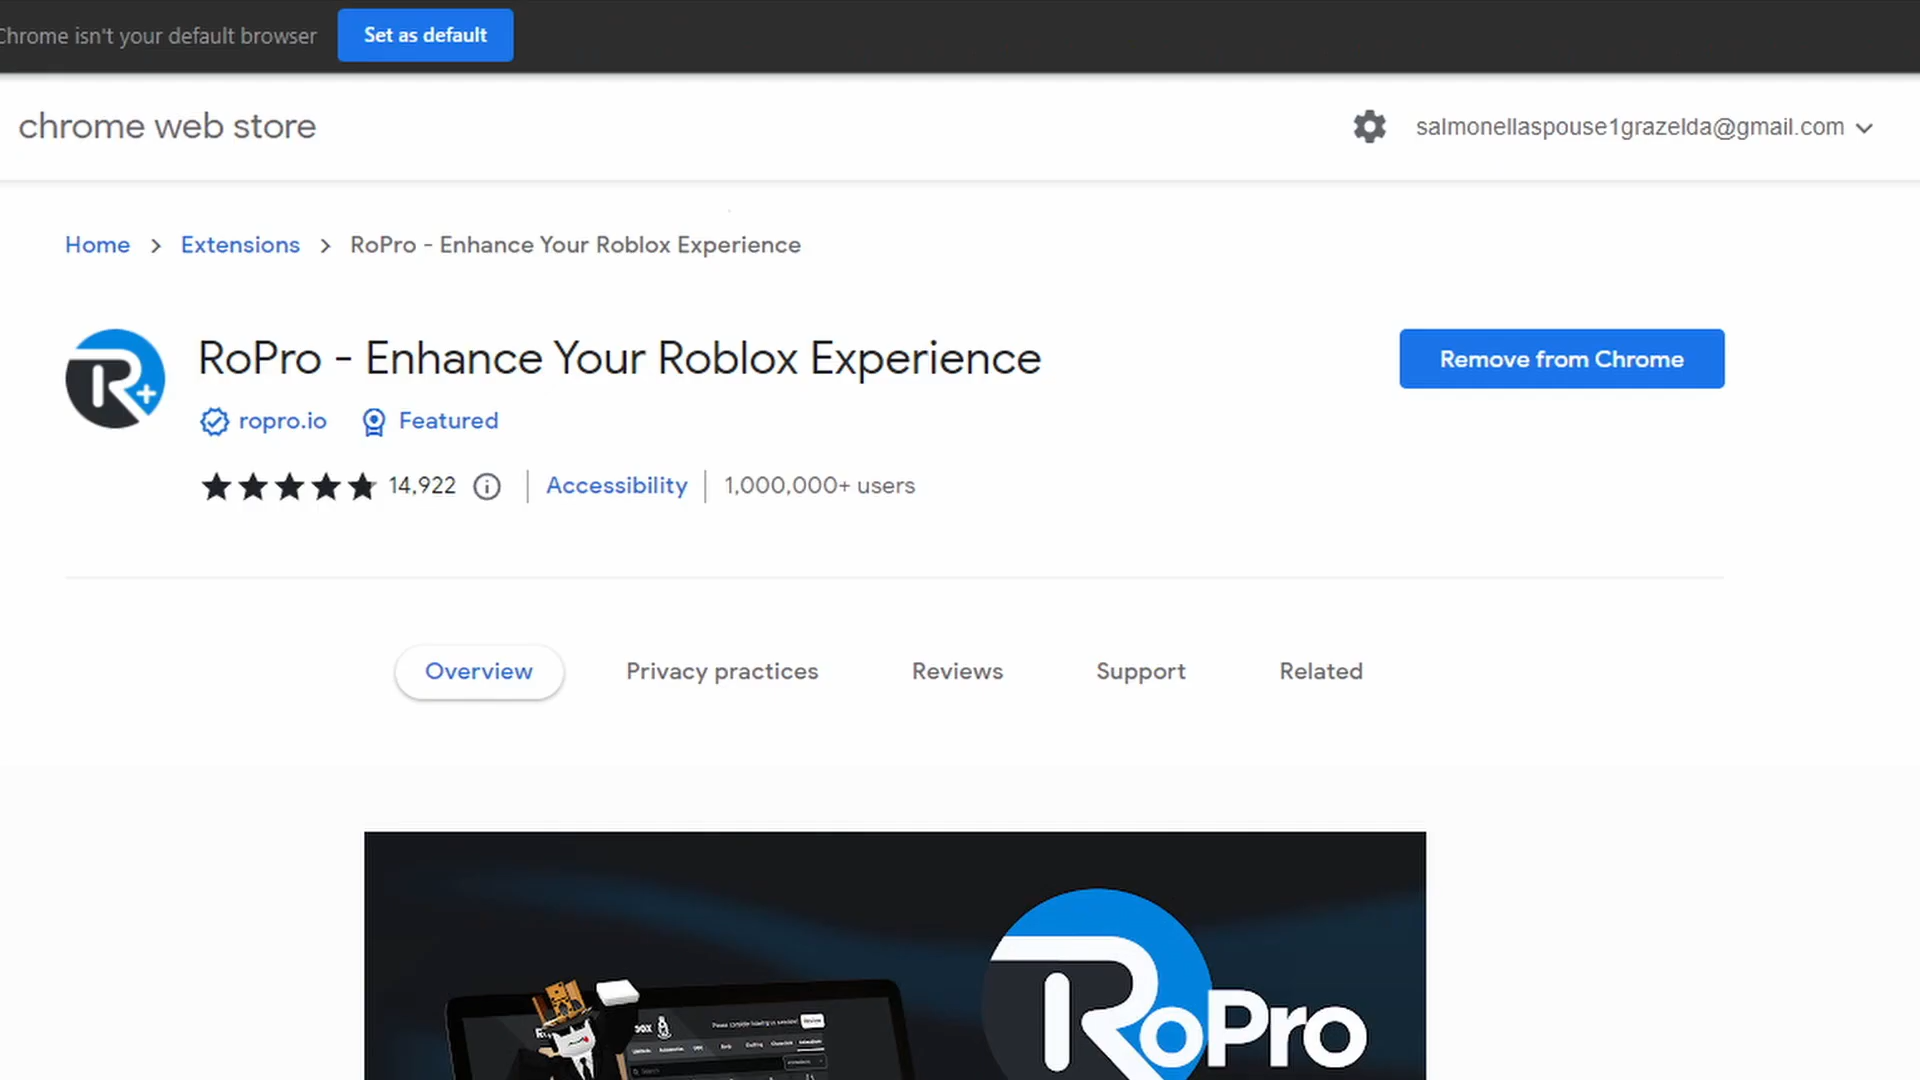 Chrome isn't your default browser
Set as default
chrome web store
salmonellaspouse1grazelda@gmail.com
Home > Extensions > RoPro - Enhance Your Roblox Experience
RoPro - Enhance Your Roblox Experience
Remove from Chrome
ropro.io
Featured
14,922
Accessibility
1,000,000+ users
Overview
Privacy practices
Reviews
Support
Related
RoPro